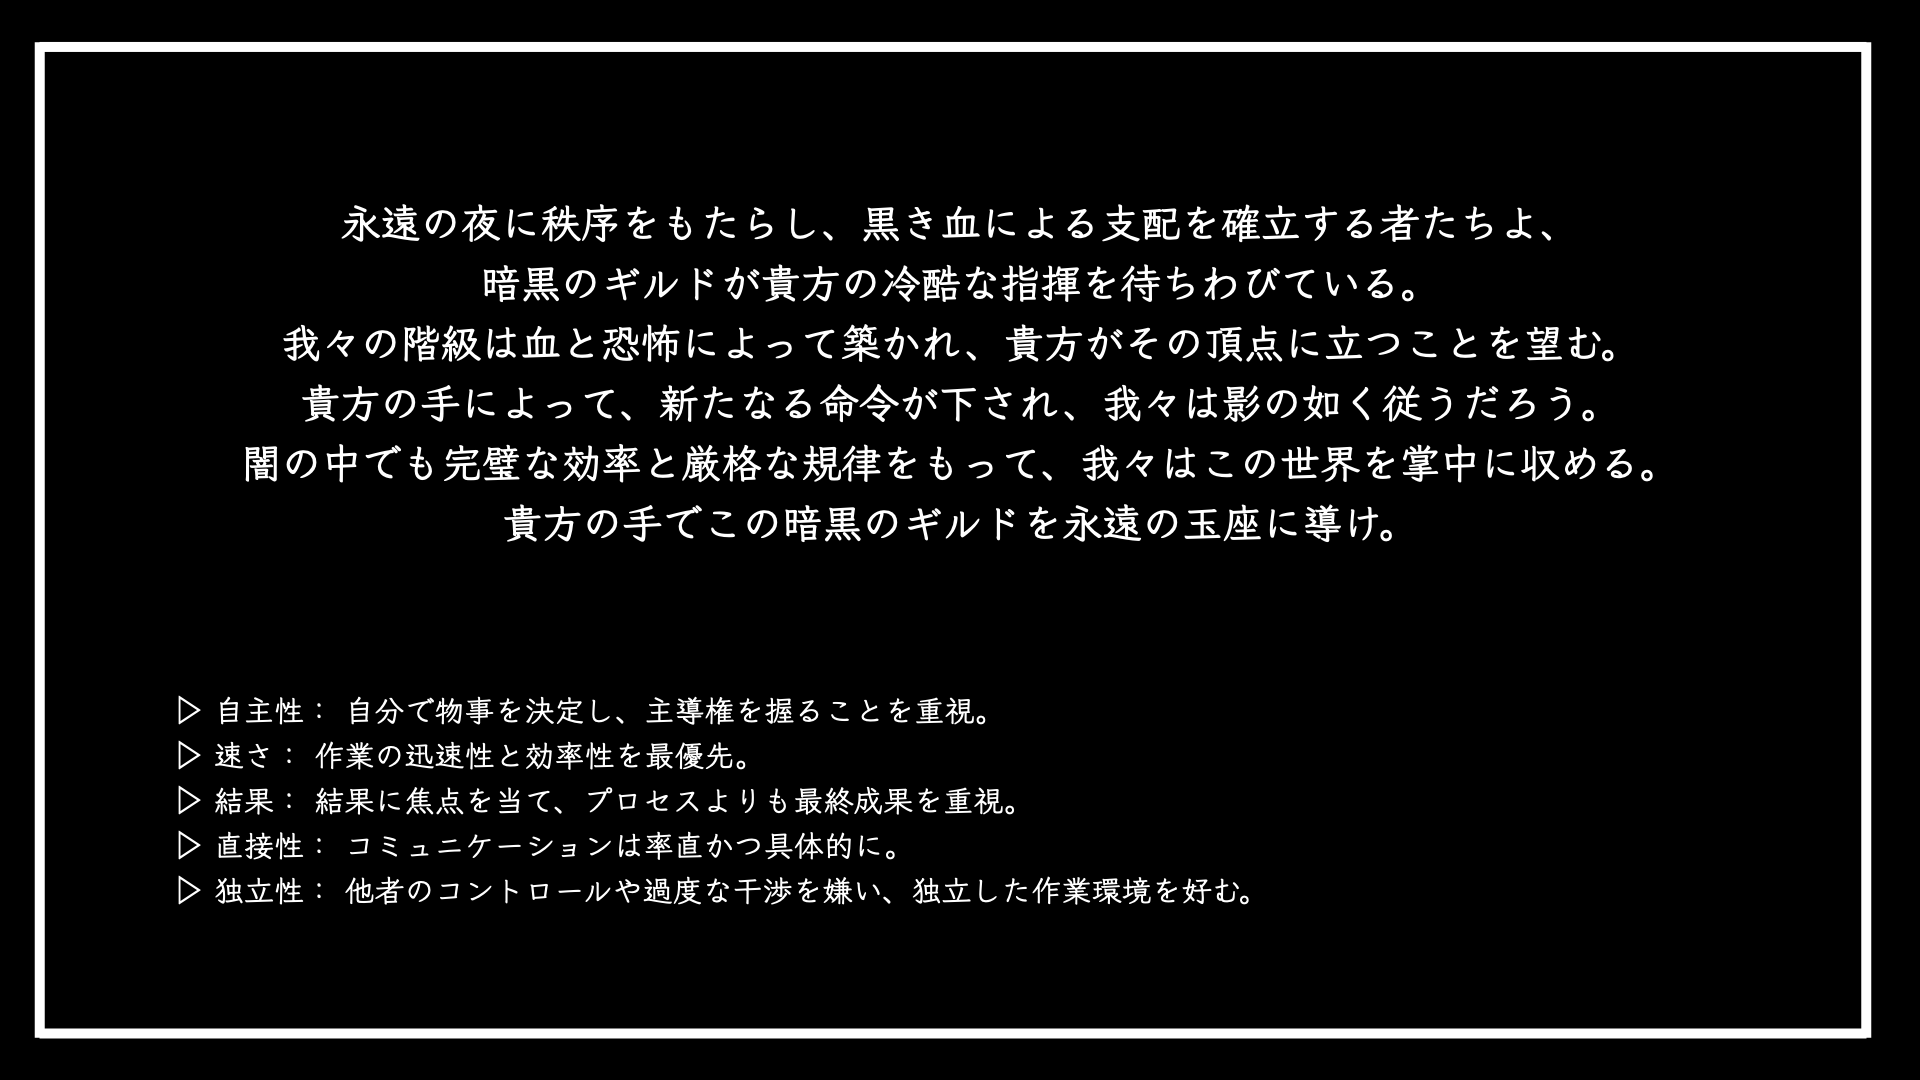 永遠の夜に秩序をもたらし、黒き血による支配を確立する者たちよ、
暗黒のギルドが貴方の冷酷な指揮を待ちわびている。
我々の階級は血と恐怖によって築かれ、貴方がその頂点に立つことを望む。
貴方の手によって、新たなる命令が下され、我々は影の如く従うだろう。
闇の中でも完璧な効率と厳格な規律をもって、我々はこの世界を掌中に収める。
貴方の手でこの暗黒のギルドを永遠の玉座に導け。
▷ 自主性： 自分で物事を決定し、主導権を握ることを重視。
▷ 速さ： 作業の迅速性と効率性を最優先。
▷ 結果： 結果に焦点を当て、プロセスよりも最終成果を重視。
▷ 直接性： コミュニケーションは率直かつ具体的に。
▷ 独立性： 他者のコントロールや過度な干渉を嫌い、独立した作業環境を好む。